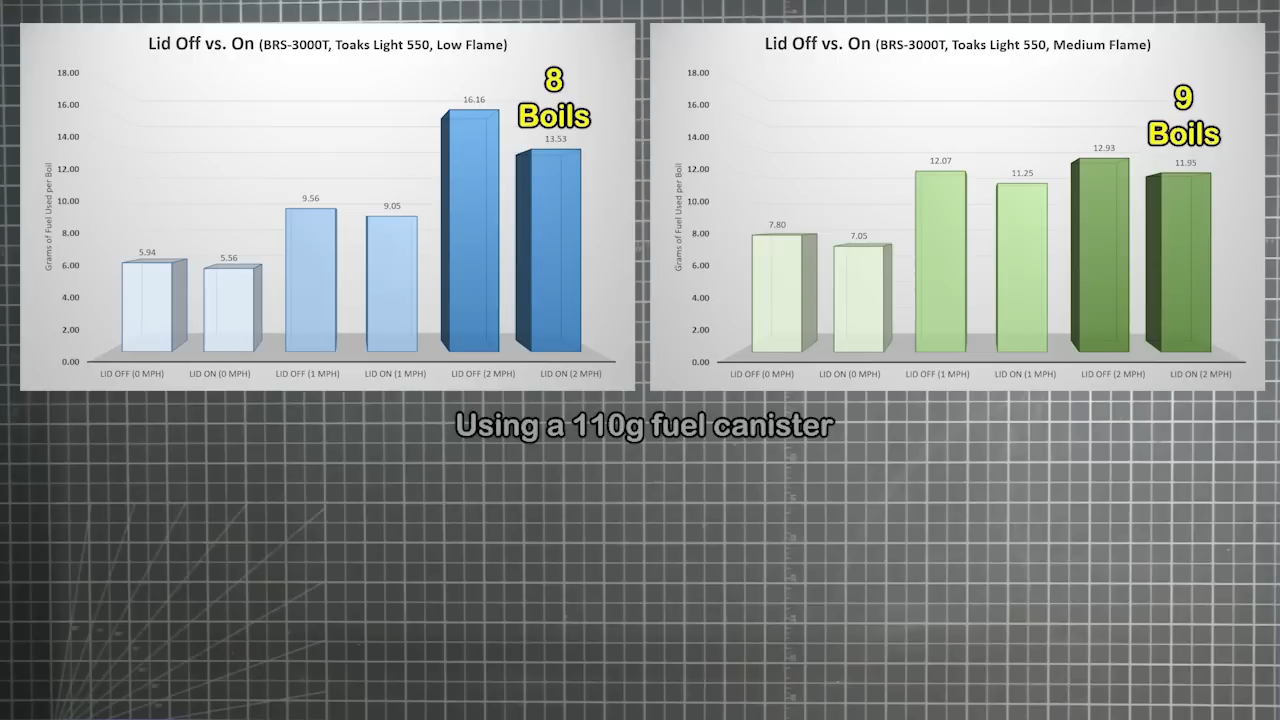 Lid Off vs. On (BRS-3000T, Toaks Light 550, Low Flame)
8
Boils
18.00
16.00
14.00
12.00
10.00
8.00
6.00
4.00
2.00
0.00
Grams of Fuel Used per Boil
5.94
5.56
9.56
9.05
16.16
13.53
LID OFF (0 MPH)
LID ON (0 MPH)
LID OFF (1 MPH)
LID ON (1 MPH)
LID OFF (2 MPH)
LID ON (2 MPH)
Lid Off vs. On (BRS-3000T, Toaks Light 550, Medium Flame)
9
Boils
18.00
16.00
14.00
12.00
10.00
8.00
6.00
4.00
2.00
0.00
Grams of Fuel Used per Boil
7.80
7.05
12.07
11.25
12.93
11.95
LID OFF (0 MPH)
LID ON (0 MPH)
LID OFF (1 MPH)
LID ON (1 MPH)
LID OFF (2 MPH)
LID ON (2 MPH)
Using a 110g fuel canister